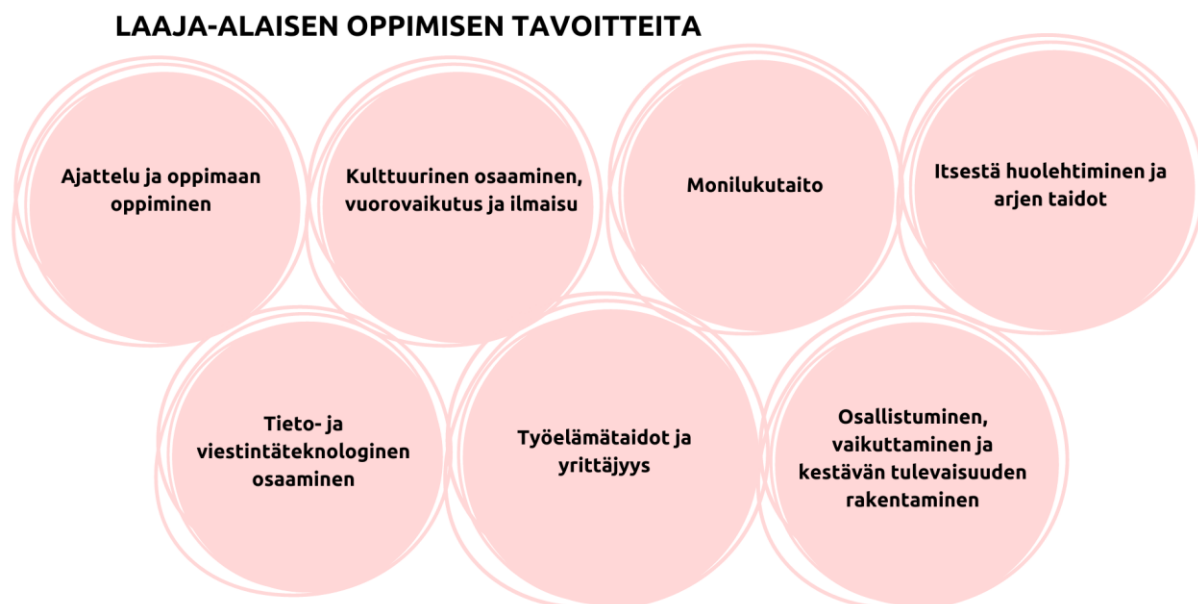 LAAJA-ALAISEN OPPIMISEN TAVOITTEITA
Ajattelu ja oppimaan
oppiminen
Kulttuurinen osaaminen,
vuorovaikutus ja ilmaisu
Monilukutaito
Itsestä huolehtiminen ja
arjen taidot
Tieto- ja
viestintäteknologinen
osaaminen
Työelämätaidot ja
yrittäjyys
Osallistuminen,
vaikuttaminen ja
kestävän tulevaisuuden
rakentaminen